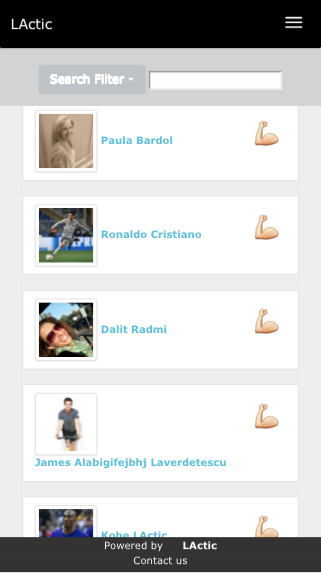 LActic
Search Filter
Paula Bardol
Ronaldo Cristiano
Dalit Radmi
James Alabigifejbhj Laverdetescu
Kobe LActic
Powered by LActic
Contact us